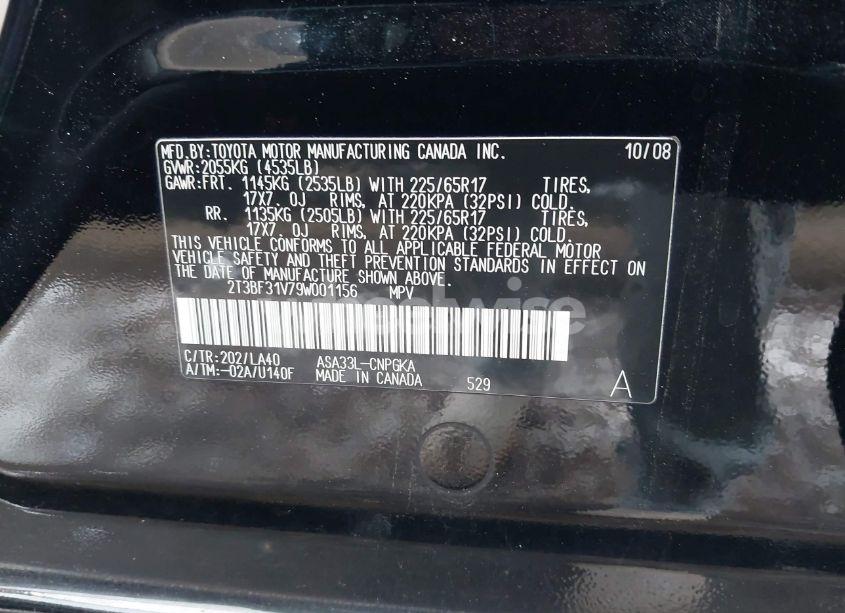 MFD.BY:TOYOTA MOTOR MANUFACTURING CANADA INC. 10/08
GVWR:2055KG (4535LB)
GAWR:FRT. 1145KG (2535LB) WITH 225/65R17 TIRES,
17X7.0J RIMS, AT 220KPA (32PSI) COLD.
RR. 1135KG (2505LB) WITH 225/65R17 TIRES,
17X7.0J RIMS, AT 220KPA (32PSI) COLD.
THIS VEHICLE CONFORMS TO ALL APPLICABLE FEDERAL MOTOR
VEHICLE SAFETY AND THEFT PREVENTION STANDARDS IN EFFECT ON
THE DATE OF MANUFACTURE SHOWN ABOVE.
2T3BF31V79W001156 MPV
C/TR:202/LA40 ASA33L-CNPGKA
A/TM:-02A/U140F MADE IN CANADA 529 A